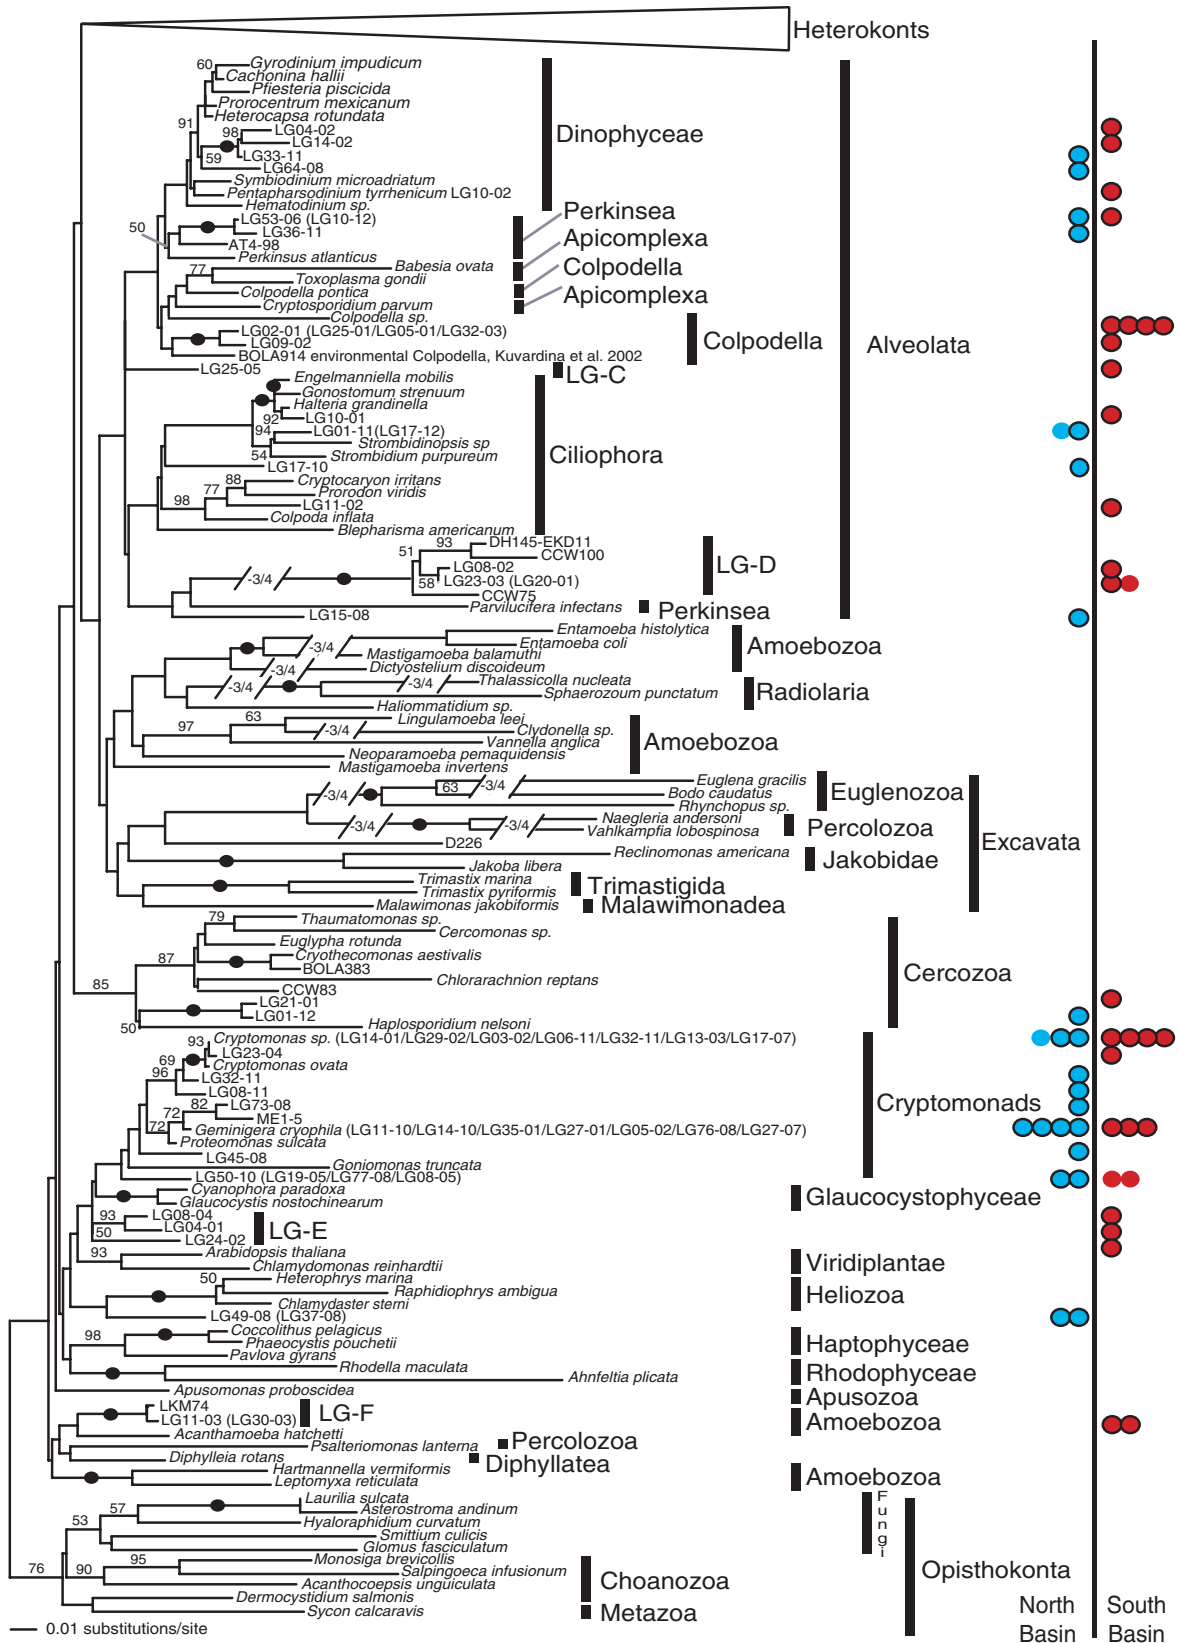 Heterokonts
60 Gyrodinium impudicum
Cachonina hallii
Pfiesteria piscicida
Prorocentrum mexicanum
Heterocapsa rotundata
91
98 LG04-02
LG14-02
Dinophyceae
LG33-11
59 LG64-08
Symbiodinium microadriatum
Pentapharsodinium tyrrhenicum LG10-02
Hematodinium sp.
LG53-06 (LG10-12)
Perkinsea
50
LG36-11
AT4-98
Apicomplexa
Perkinsus atlanticus
77 Babesia ovata
Colpodella
Toxoplasma gondii
Colpodella pontica
Apicomplexa
Cryptosporidium parvum
Colpodella sp.
LG02-01 (LG25-01/LG05-01/LG32-03)
LG09-02
Colpodella
Alveolata
BOLA914 environmental Colpodella, Kuvardina et al. 2002
LG25-05
LG-C
Engelmanniella mobilis
Gonostomum strenuum
Halteria grandinella
92 LG10-01
94 LG01-11(LG17-12)
Strombidinopsis sp
54 Strombidium purpureum
Ciliophora
LG17-10
88 Cryptocaryon irritans
77 Prorodon viridis
98 LG11-02
Colpoda inflata
Blepharisma americanum
93 DH145-EKD11
51 CCW100
LG08-02
LG-D
-3/4 58 LG23-03 (LG20-01)
CCW75
Parvilucifera infectans
Perkinsea
LG15-08
Entamoeba histolytica
-3/4 Entamoeba coli
Amoebozoa
Mastigamoeba balamuthi
-3/4 Dictyostelium discoideum
-3/4 -3/4 Thalassicolla nucleata
Sphaerozoum punctatum
Radiolaria
Haliommatidium sp.
63 Lingulamoeba leei
97 -3/4 Clydonella sp.
Vannella anglica
Amoebozoa
Neoparamoeba pemaquidensis
Mastigamoeba invertens
-3/4 -3/4 Euglena gracilis
63 Bodo caudatus
Euglenozoa
Rhynchopus sp.
-3/4 -3/4 Naegleria andersoni
Vahlkampfia lobospinosa
Percolozoa
D226
Excavata
Reclinomonas americana
Jakoba libera
Jakobidae
Trimastix marina
Trimastix pyriformis
Trimastigida
Malawimonas jakobiformis
Malawimonadea
79 Thaumatomonas sp.
Cercomonas sp.
Euglypha rotunda
87 Cryothecomonas aestivalis
BOLA383
Cercozoa
Chlorarachnion reptans
85 CCW83
LG21-01
LG01-12
50 Haplosporidium nelsoni
93 Cryptomonas sp. (LG14-01/LG29-02/LG03-02/LG06-11/LG32-11/LG13-03/LG17-07)
LG23-04
69 Cryptomonas ovata
96 LG32-11
LG08-11
82 LG73-08
Cryptomonads
72 ME1-5
72 Geminigera cryophila (LG11-10/LG14-10/LG35-01/LG27-01/LG05-02/LG76-08/LG27-07)
Proteomonas sulcata
LG45-08
Goniomonas truncata
LG50-10 (LG19-05/LG77-08/LG08-05)
Cyanophora paradoxa
Glaucocystis nostochinearum
Glaucocystophyceae
93 LG08-04
LG04-01
LG-E
50 LG24-02
93 Arabidopsis thaliana
Chlamydomonas reinhardtii
Viridiplantae
50 Heterophrys marina
Raphidiophrys ambigua
Heliozoa
Chlamydaster sterni
LG49-08 (LG37-08)
98 Coccolithus pelagicus
Phaeocystis pouchetii
Haptophyceae
Pavlova gyrans
Rhodella maculata
Ahnfeltia plicata
Rhodophyceae
Apusomonas proboscidea
Apusozoa
LKM74
LG11-03 (LG30-03)
LG-F
Amoebozoa
Acanthamoeba hatchetti
Psalteriomonas lanterna
Percolozoa
Diphylleia rotans
Diphyllatea
Hartmannella vermiformis
Leptomyxa reticulata
Amoebozoa
Laurilia sulcata
57 Asterostroma andinum
53 Hyaloraphidium curvatum
Fungi
Smittium culicis
Glomus fasciculatum
95 Monosiga brevicollis
76 90 Salpingoeca infusionum
Opisthokonta
Acanthocoepsis unguiculata
Choanozoa
Dermocystidium salmonis
Sycon calcaravis
Metazoa
North Basin
South Basin
0.01 substitutions/site